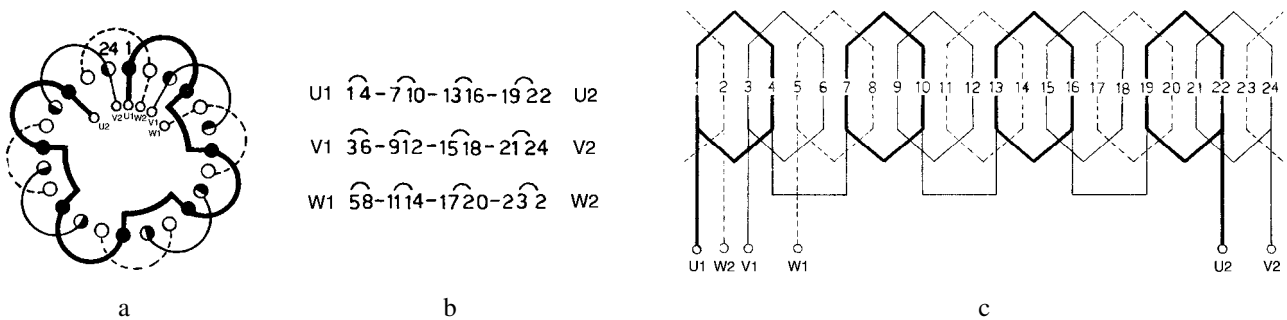 24 1
V2 U1 W2 V1 W1
U2
U1 1 4 - 7 10 - 13 16 - 19 22 U2
V1 3 6 - 9 12 - 15 18 - 21 24 V2
W1 5 8 - 11 14 - 17 20 - 23 2 W2
1 2 3 4 5 6 7 8 9 10 11 12 13 14 15 16 17 18 19 20 21 22 23 24
U1 W2 V1 W1 U2 V2
a b c